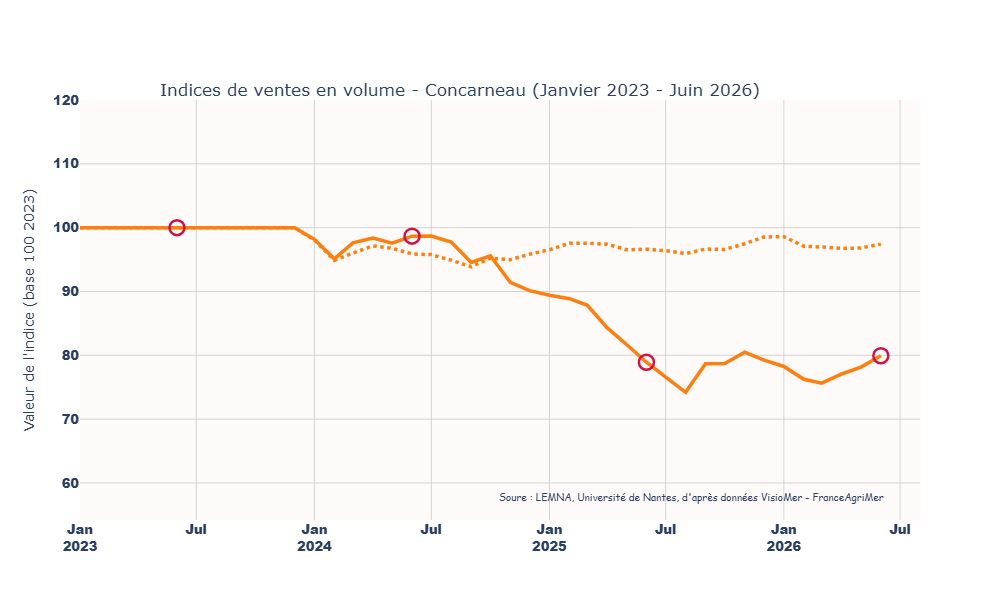 Indices de ventes en volume - Concarneau (Janvier 2023 - Juin 2026)
Valeur de l'indice (base 100 2023)
120
110
100
90
80
70
60
Soure : LEMNA, Université de Nantes, d'après données VisioMer - FranceAgriMer
Jan Jul Jan Jul Jan Jul Jan Jul
2023 2024 2025 2026